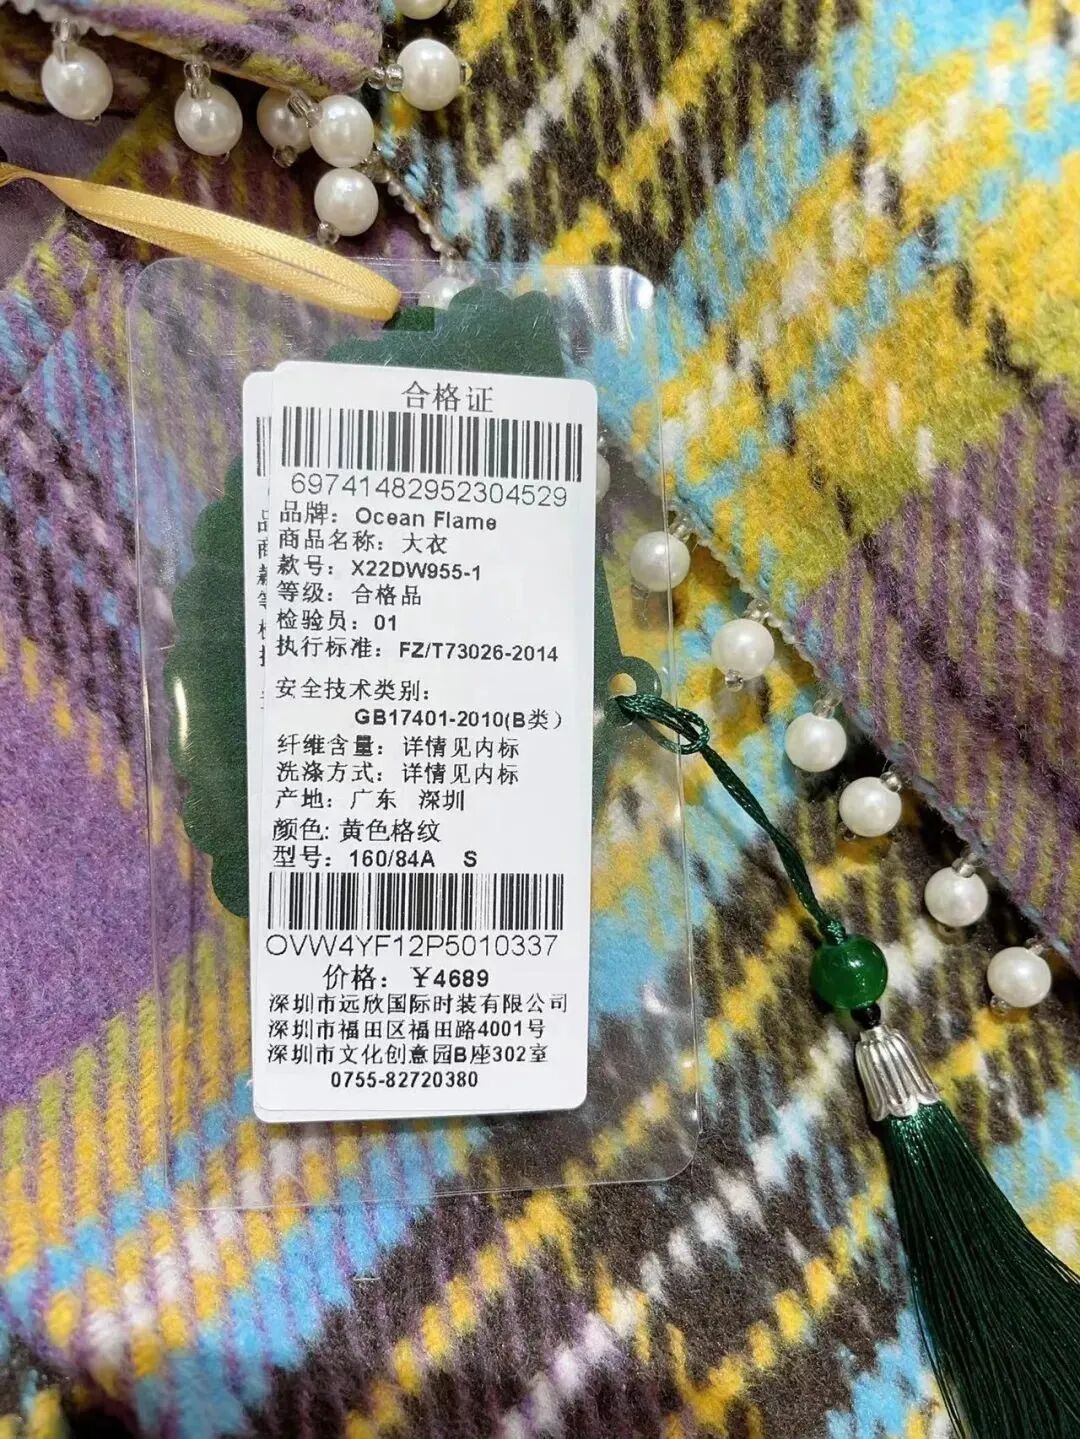 合格证
69741482952304529
品牌：Ocean Flame
商品名称：大衣
款号：X22DW955-1
等级：合格品
检验员：01
执行标准：FZ/T73026-2014
安全技术类别：
GB17401-2010(B类）
纤维含量：详情见内标
洗涤方式：详情见内标
产地：广东 深圳
颜色:黄色格纹
型号：160/84A S
OVW4YF12P5010337
价格：￥4689
深圳市远欣国际时装有限公司
深圳市福田区福田路4001号
深圳市文化创意园B座302室
0755-82720380